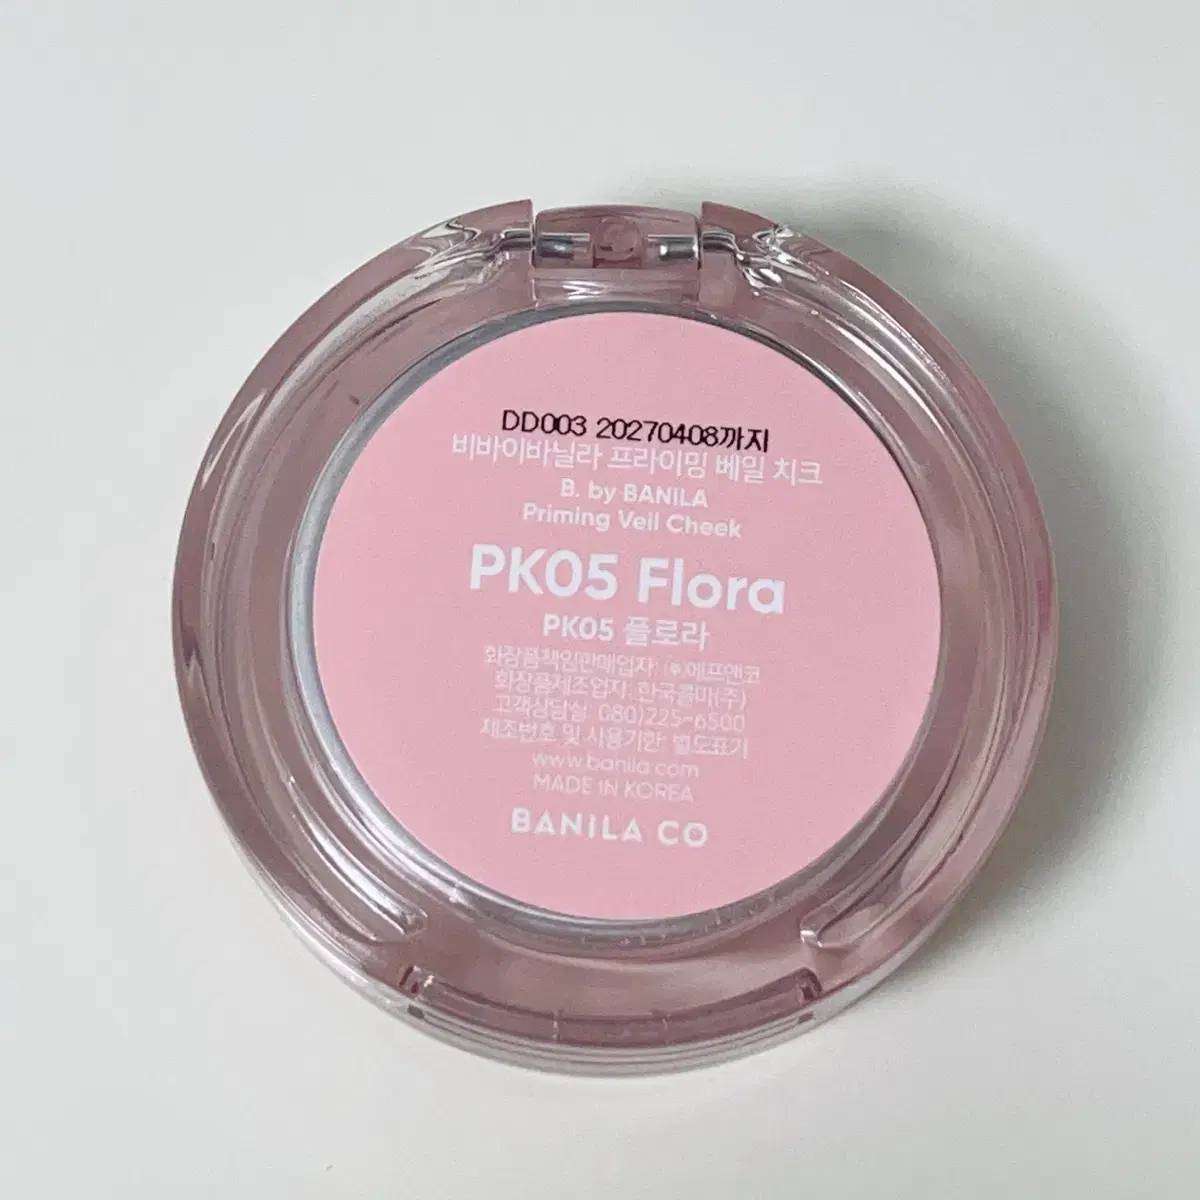 DD003 20270408까지
비바이바닐라 프라이밍 베일 치크
B. by BANILA
Priming Veil Cheek
PK05 Flora
PK05 플로라
화장품책임판매업자: ㈜에프앤코
화장품제조업자: 한국콜마(주)
고객상담실: 080)225-6500
제조번호 및 사용기한: 별도표기
www.banila.com
MADE IN KOREA
BANILA CO